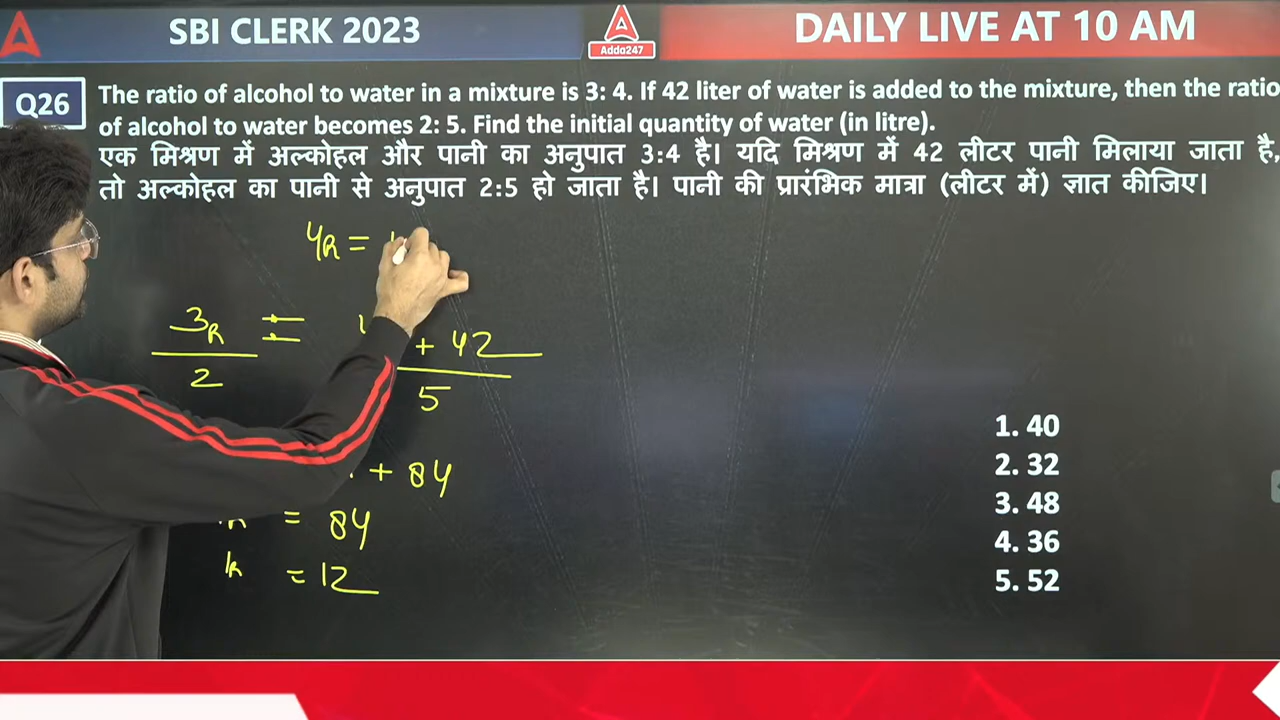 SBI CLERK 2023
Adda247
DAILY LIVE AT 10 AM
Q26
The ratio of alcohol to water in a mixture is 3: 4. If 42 liter of water is added to the mixture, then the ratio
of alcohol to water becomes 2: 5. Find the initial quantity of water (in litre).
एक मिश्रण में अल्कोहल और पानी का अनुपात 3:4 है। यदि मिश्रण में 42 लीटर पानी मिलाया जाता है,
तो अल्कोहल का पानी से अनुपात 2:5 हो जाता है। पानी की प्रारंभिक मात्रा (लीटर में) ज्ञात कीजिए।
4k =
3k = + 42
2 5
+ 84
= 84
k = 12
1. 40
2. 32
3. 48
4. 36
5. 52